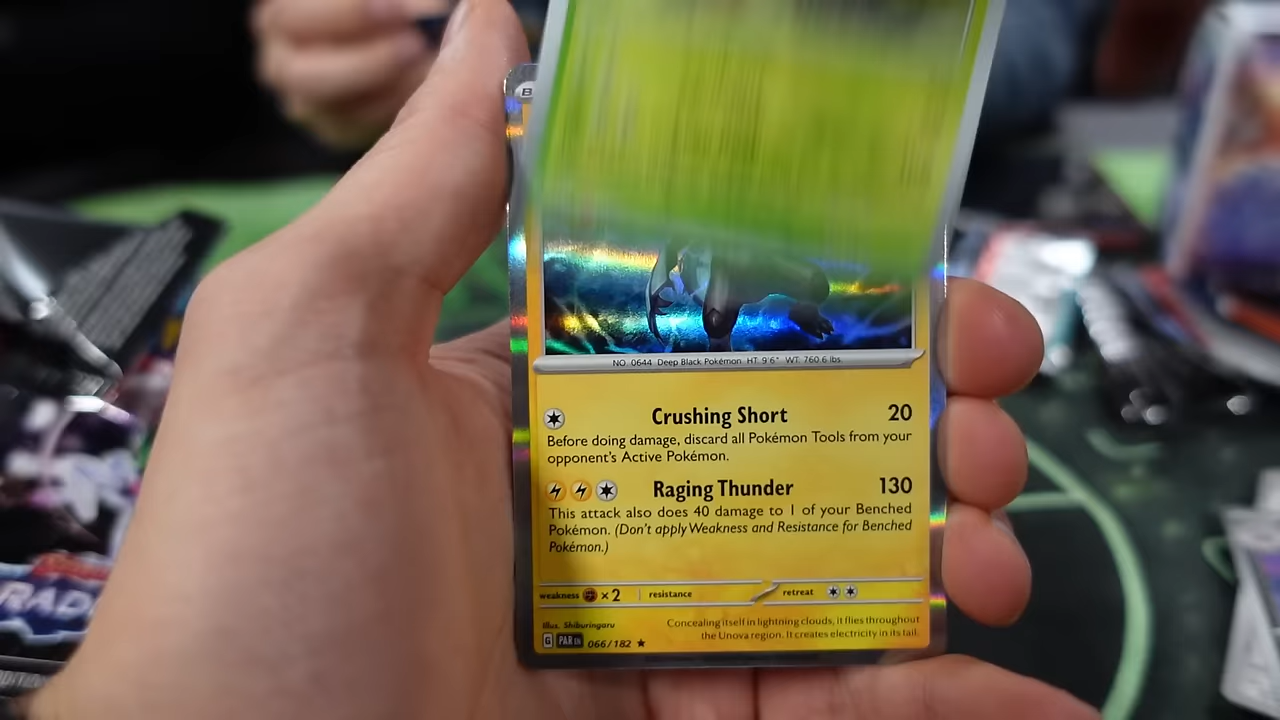 B
NO. 0644 Deep Black Pokémon HT: 9'6" WT: 760.6 lbs.
Crushing Short 20
Before doing damage, discard all Pokémon Tools from your
opponent's Active Pokémon.
Raging Thunder 130
This attack also does 40 damage to 1 of your Benched
Pokémon. (Don't apply Weakness and Resistance for Benched
Pokémon.)
weakness ×2 resistance retreat
Illus. Shiburingaru
Concealing itself in lightning clouds, it flies throughout
the Unova region. It creates electricity in its tail.
G PAR EN 066/182 ★
RAD